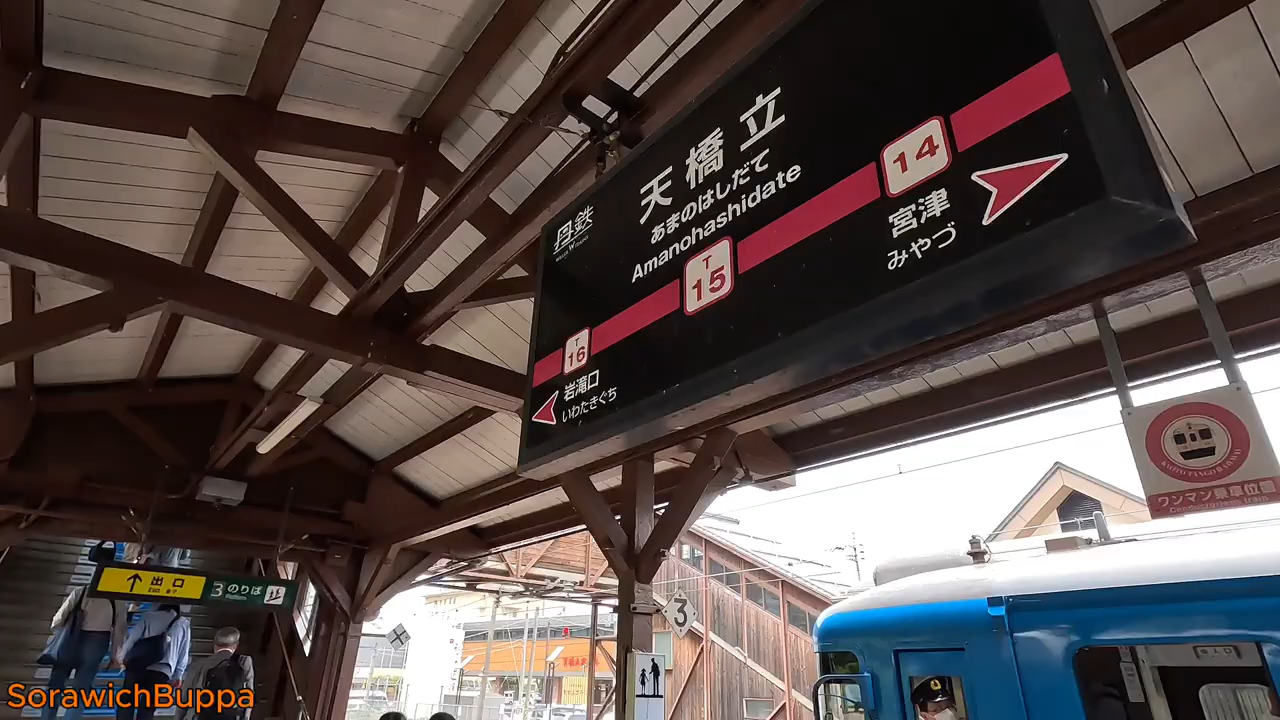 丹鉄
天橋立
あまのはしだて
Amanohashidate
14
宮津
みやづ
T
15
T
16
岩滝口
いわたきぐち
ワンマン乗車位置
出口
3のりば
3
SorawichBuppa